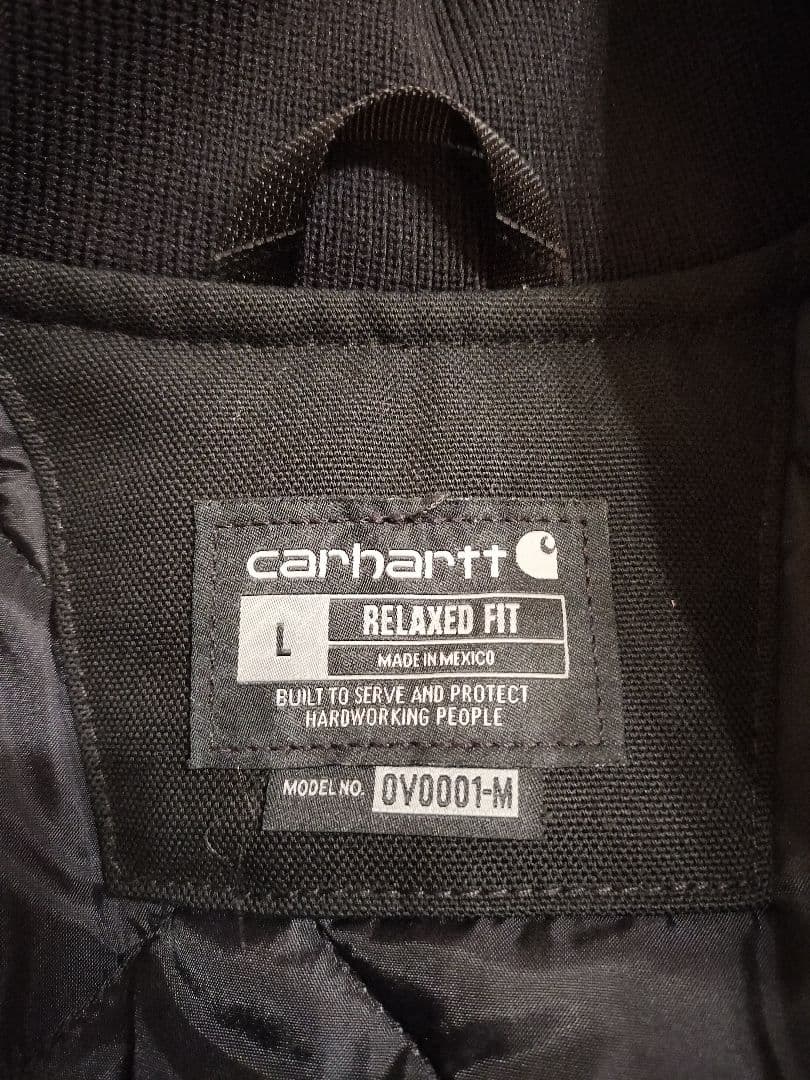 carhartt
L
RELAXED FIT
MADE IN MEXICO
BUILT TO SERVE AND PROTECT
HARDWORKING PEOPLE
MODEL NO. OV0001-M